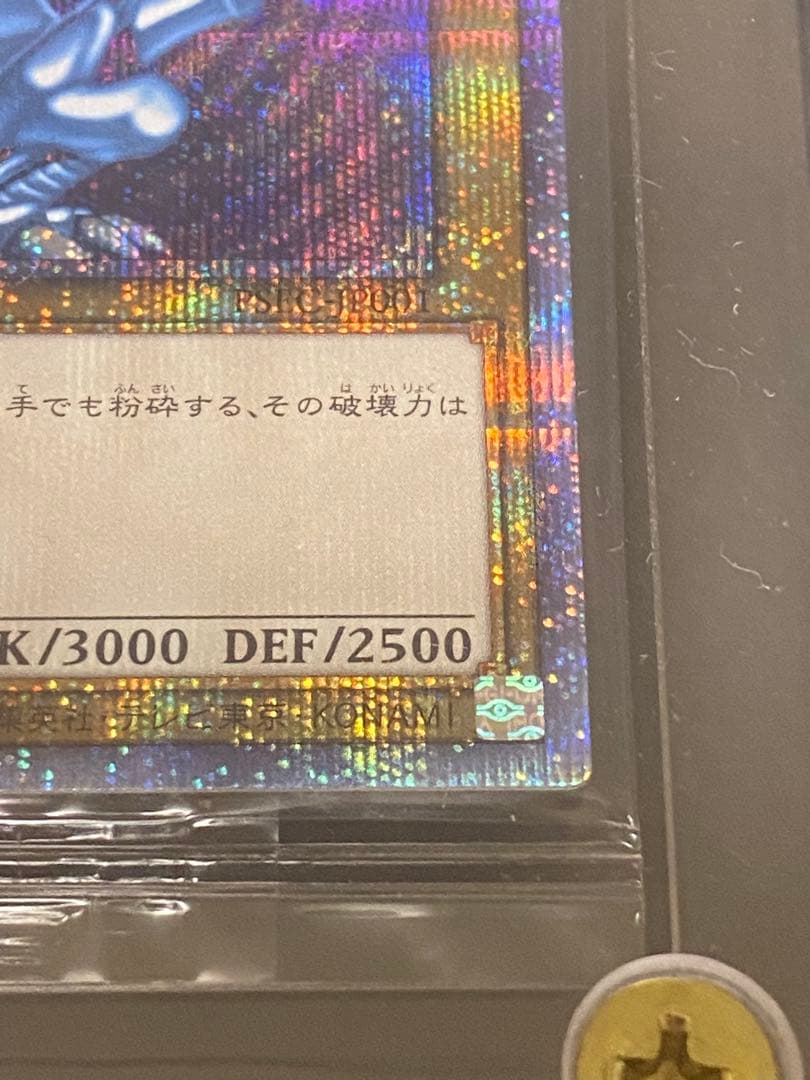 PSEC-JP001
手でも粉砕する、その破壊力は
K/3000 DEF/2500
集英社・テレビ東京・KONAMI